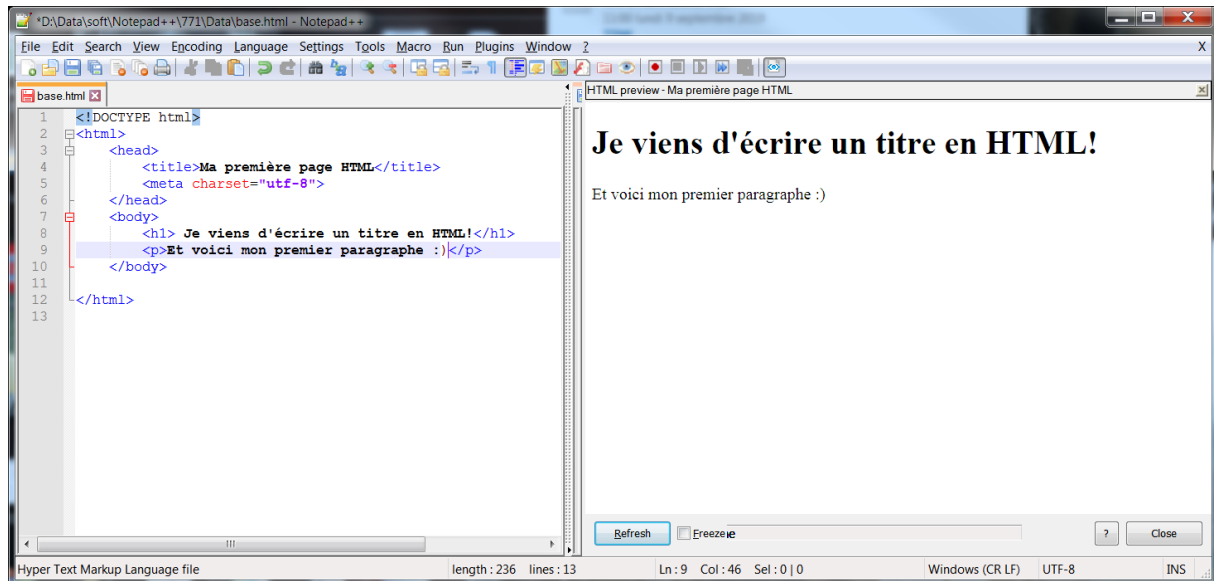 *D:\Data\soft\Notepad++\771\Data\base.html - Notepad++
File Edit Search View Encoding Language Settings Tools Macro Run Plugins Window ?
X
base.html
HTML preview - Ma première page HTML
1 <!DOCTYPE html>
2 <html>
3 <head>
4 <title>Ma première page HTML</title>
5 <meta charset="utf-8">
6 </head>
7 <body>
8 <h1> Je viens d'écrire un titre en HTML!</h1>
9 <p>Et voici mon premier paragraphe :)</p>
10 </body>
11
12 </html>
13
Je viens d'écrire un titre en HTML!
Et voici mon premier paragraphe :)
Refresh Freeze ? Close
Hyper Text Markup Language file length : 236 lines : 13 Ln : 9 Col : 46 Sel : 0 | 0 Windows (CR LF) UTF-8 INS